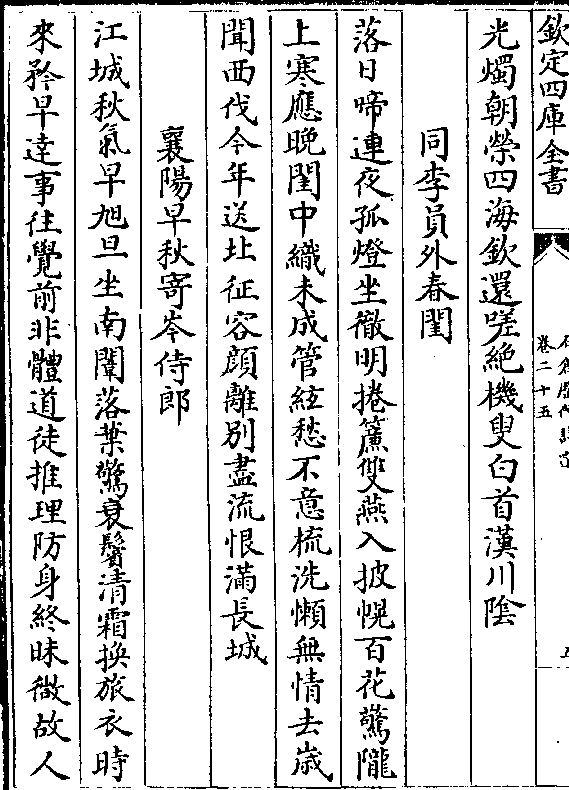 欽定四庫全書
卷二十五
光燭朝榮四海欽還嗟絶機叟白首漢川陰
同李員外春閨
落日啼連夜孤燈坐徹明捲簾雙燕入披幌百花驚隴
上寒應晚閨中織未成管絃愁不意梳洗懶無情去歲
聞西伐今年送北征容顔離別盡流恨滿長城
襄陽早秋寄岑侍郎
江城秋氣早旭旦坐南闈落葉驚衰鬢清霜換旅衣時
來矜早達事往覺前非體道徒推理防身終昧微故人